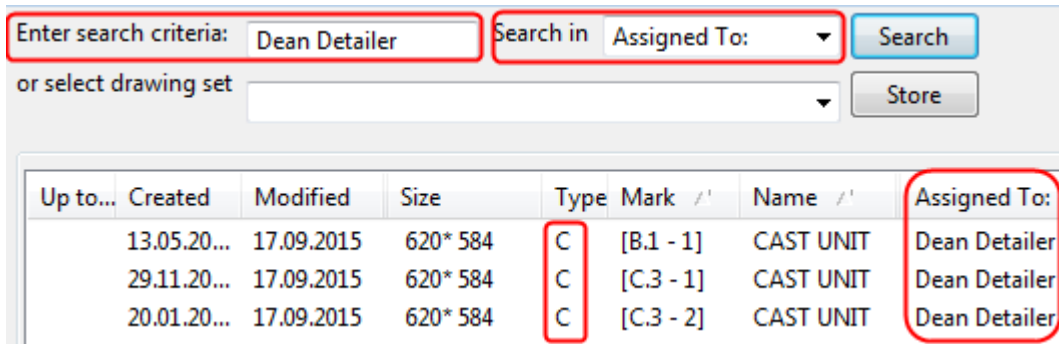 Enter search criteria: Dean Detailer Search in Assigned To: Search
or select drawing set Store
Up to... Created Modified Size Type Mark Name Assigned To:
13.05.20... 17.09.2015 620* 584 C [B.1 - 1] CAST UNIT Dean Detailer
29.11.20... 17.09.2015 620* 584 C [C.3 - 1] CAST UNIT Dean Detailer
20.01.20... 17.09.2015 620* 584 C [C.3 - 2] CAST UNIT Dean Detailer